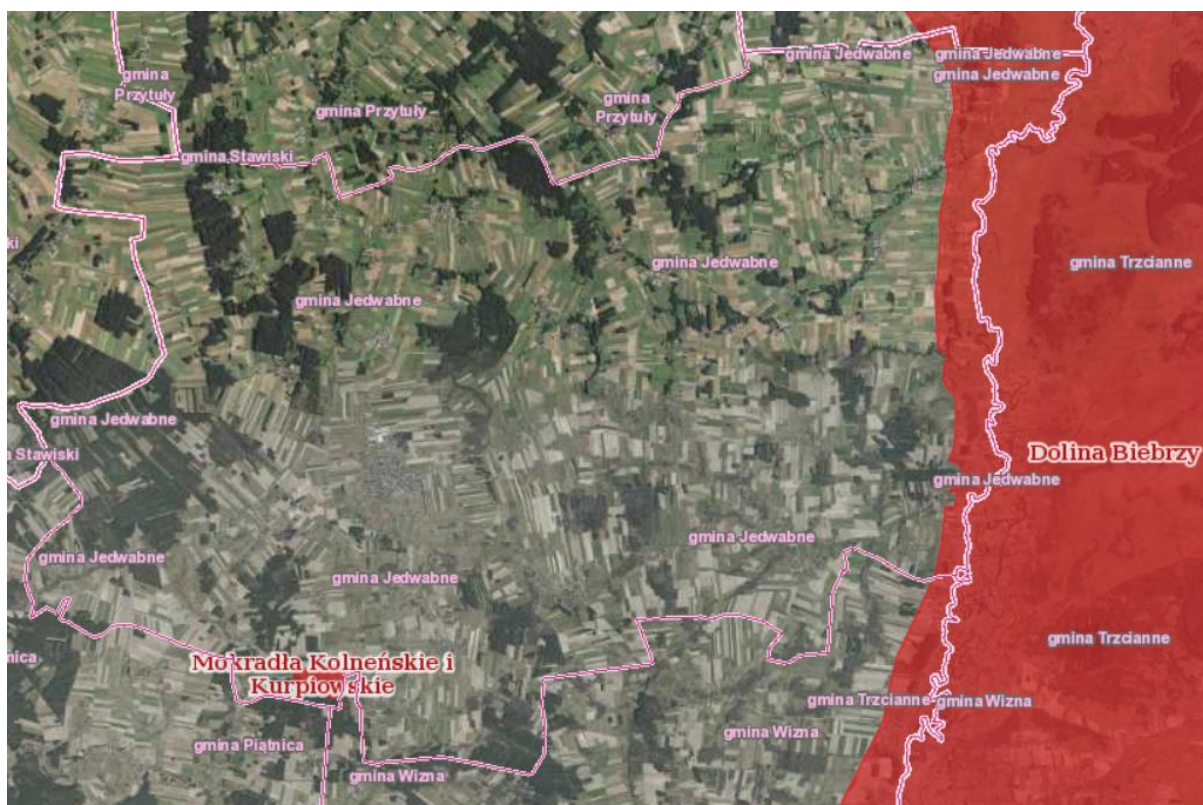 gmina Jedwabne
gmina Jedwabne
gmina Jedwabne
gmina
Przytuły
gmina Przytuły
gmina
Przytuły
gmina Stawiski
ki
gmina Jedwabne
gmina Trzcianne
gmina Jedwabne
gmina Jedwabne
a Stawiski
Dolina Biebrzy
gmina Jedwabne
gmina Jedwabne
gmina Jedwabne
gmina Jedwabne
gmina Trzcianne
nica
Mokradła Kolneńskie i
Kurpiowskie
gmina Trzcianne
gmina Wizna
gmina Piątnica
gmina Wizna
gmina Wizna